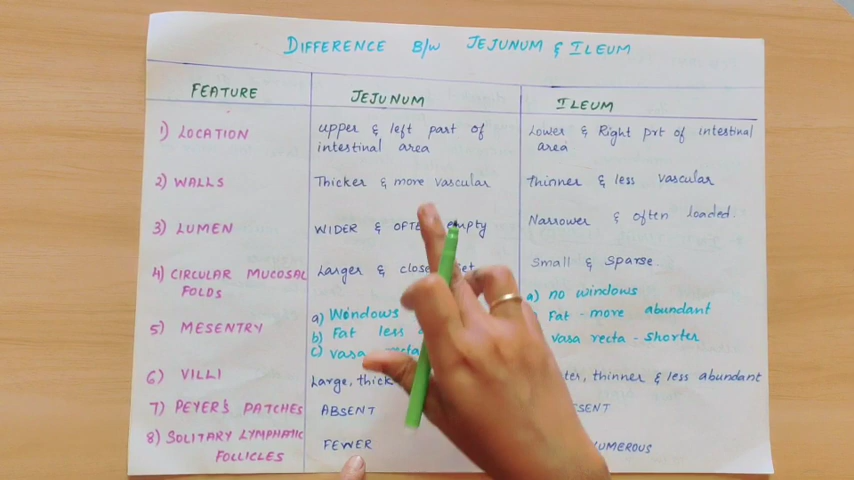 DIFFERENCE B/W JEJUNUM & ILEUM
FEATURE JEJUNUM ILEUM
1) LOCATION upper & left part of intestinal area Lower & Right prt of intestinal area
2) WALLS Thicker & more vascular Thinner & less vascular
3) LUMEN WIDER & empty Narrower & often loaded.
4) CIRCULAR MUCOSAL FOLDS Larger & Small & sparse
5) MESENTRY
a) Windows
b) Fat less
c) vasa
a) no windows
Fat - more abundant
vasa recta - shorter
6) VILLI Large, thinner & less abundant
7) PEYER'S PATCHES ABSENT
8) SOLITARY LYMPHATIC FOLLICLES FEWER